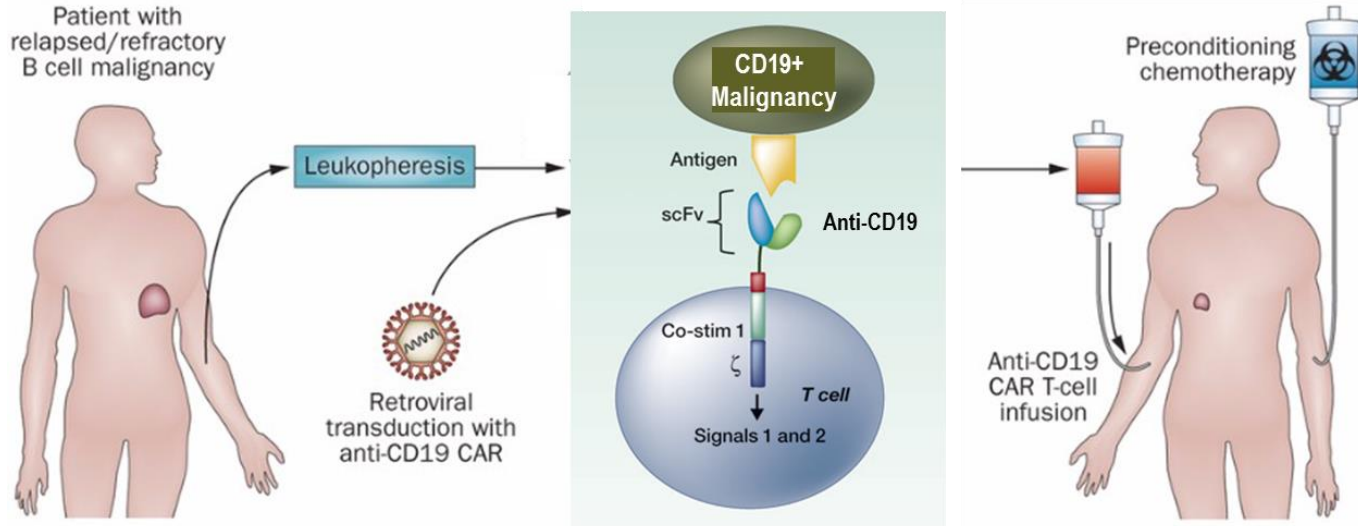 Patient with
relapsed/refractory
B cell malignancy
Leukopheresis
Retroviral
transduction with
anti-CD19 CAR
CD19+
Malignancy
Antigen
scFv
Anti-CD19
Co-stim 1
ζ
T cell
Signals 1 and 2
Preconditioning
chemotherapy
Anti-CD19
CAR T-cell
infusion